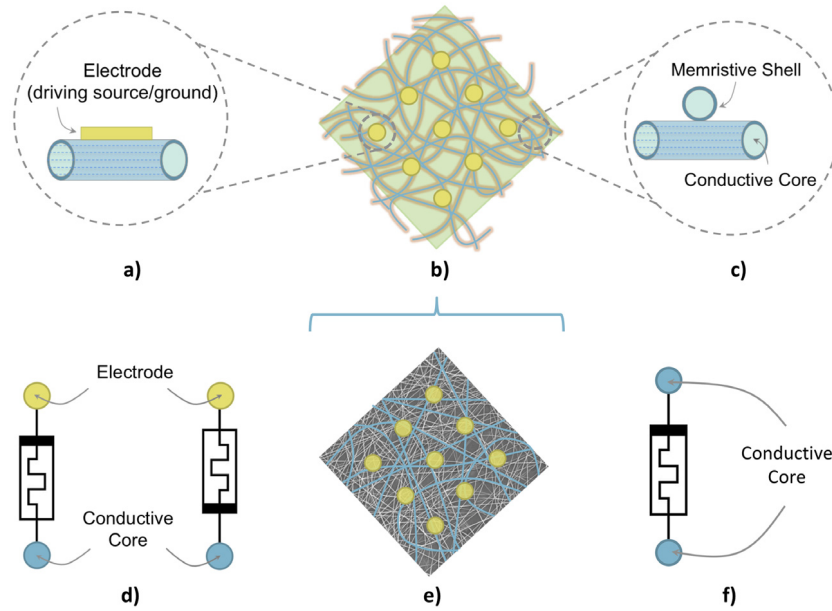 Electrode
(driving source/ground)
Memristive Shell
Conductive Core
a)
b)
c)
Electrode
Conductive
Core
Conductive
Core
d)
e)
f)